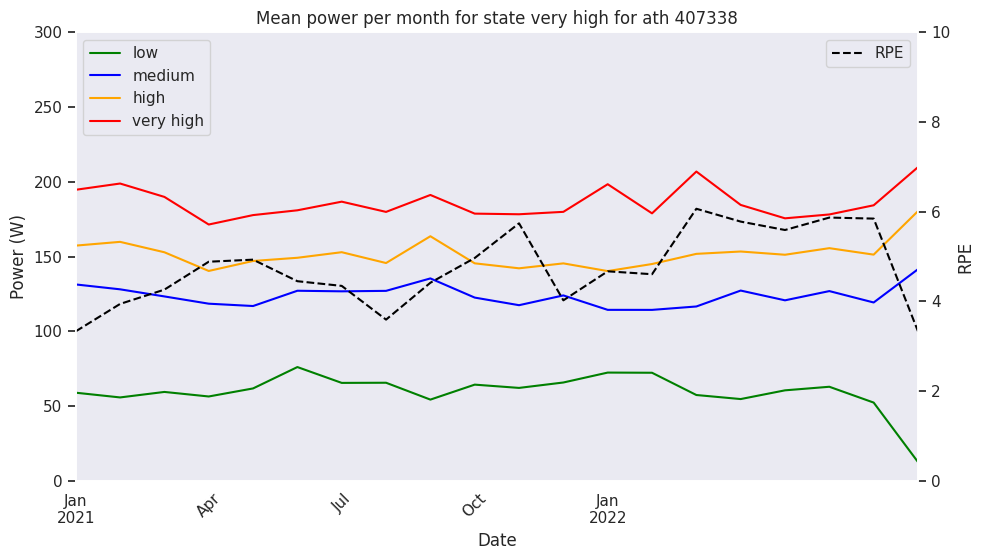 Mean power per month for state very high for ath 407338
300
250
200
150
100
50
0
Power (W)
low
medium
high
very high
RPE
10
8
6
4
2
0
RPE
Jan
2021
Apr
Jul
Oct
Jan
2022
Date